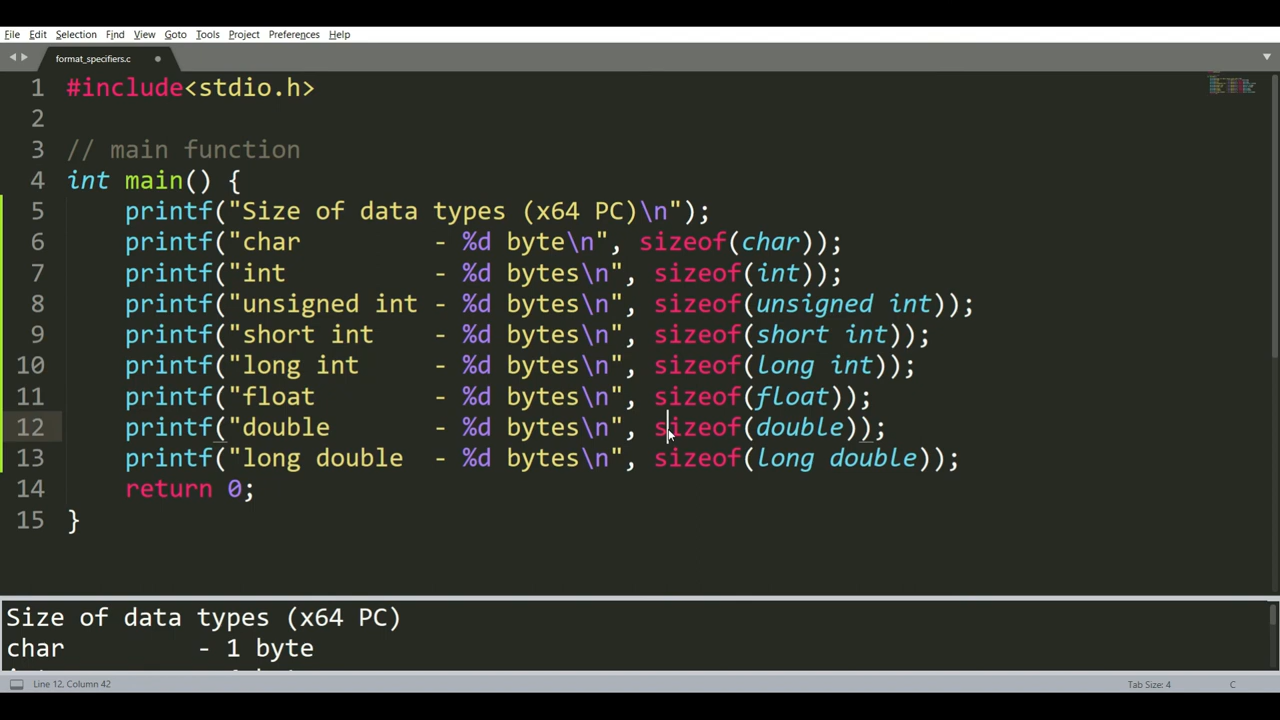 File Edit Selection Find View Goto Tools Project Preferences Help
format_specifiers.c
1 #include<stdio.h>
2
3 // main function
4 int main() {
5     printf("Size of data types (x64 PC)\n");
6     printf("char         - %d byte\n", sizeof(char));
7     printf("int          - %d bytes\n", sizeof(int));
8     printf("unsigned int - %d bytes\n", sizeof(unsigned int));
9     printf("short int    - %d bytes\n", sizeof(short int));
10     printf("long int     - %d bytes\n", sizeof(long int));
11     printf("float        - %d bytes\n", sizeof(float));
12     printf("double       - %d bytes\n", sizeof(double));
13     printf("long double  - %d bytes\n", sizeof(long double));
14     return 0;
15 }
Size of data types (x64 PC)
char         - 1 byte
Line 12, Column 42 Tab Size: 4 C